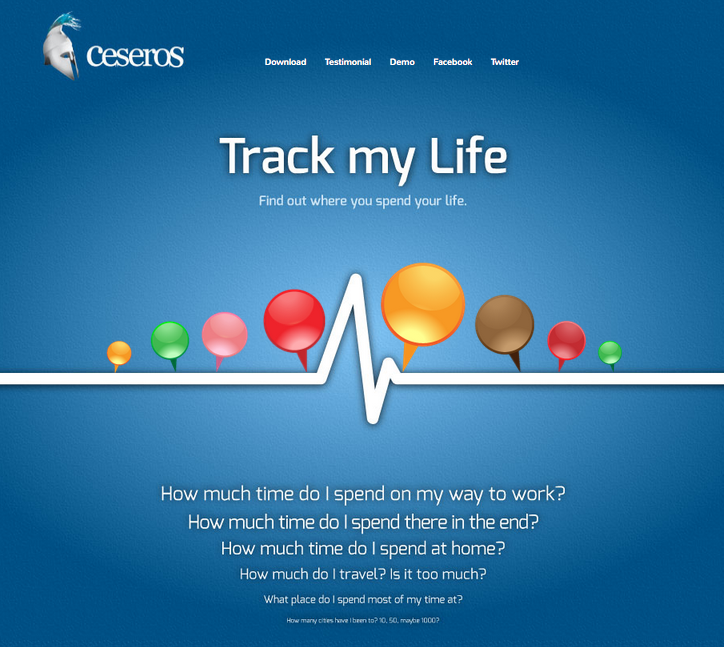 ceseros
Download Testimonial Demo Facebook Twitter
Track my Life
Find out where you spend your life.
How much time do I spend on my way to work?
How much time do I spend there in the end?
How much time do I spend at home?
How much do I travel? Is it too much?
What place do I spend most of my time at?
How many cities have I been to? 10, 50, maybe 1000?